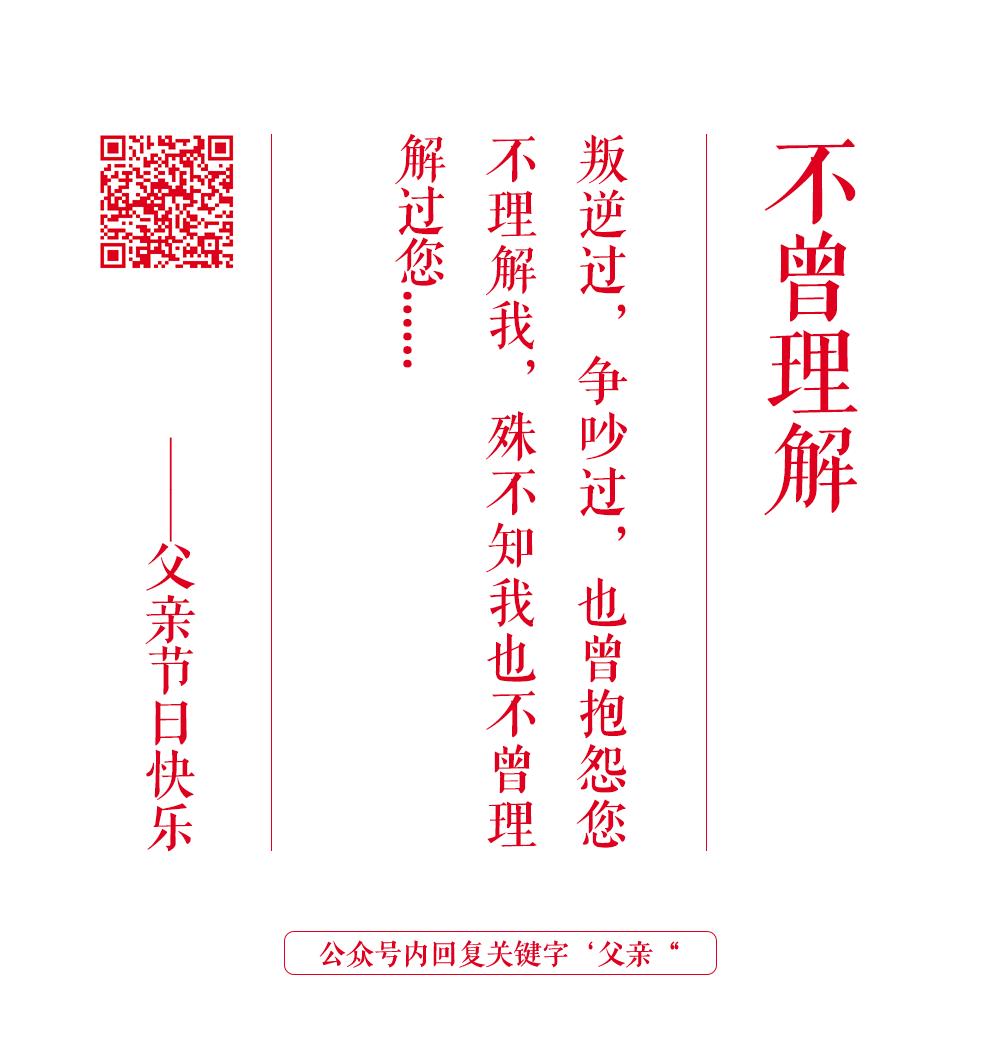 不曾理解
叛逆过，争吵过，也曾抱怨您
不理解我，殊不知我也不曾理
解过您……
——父亲节日快乐
公众号内回复关键字‘父亲“